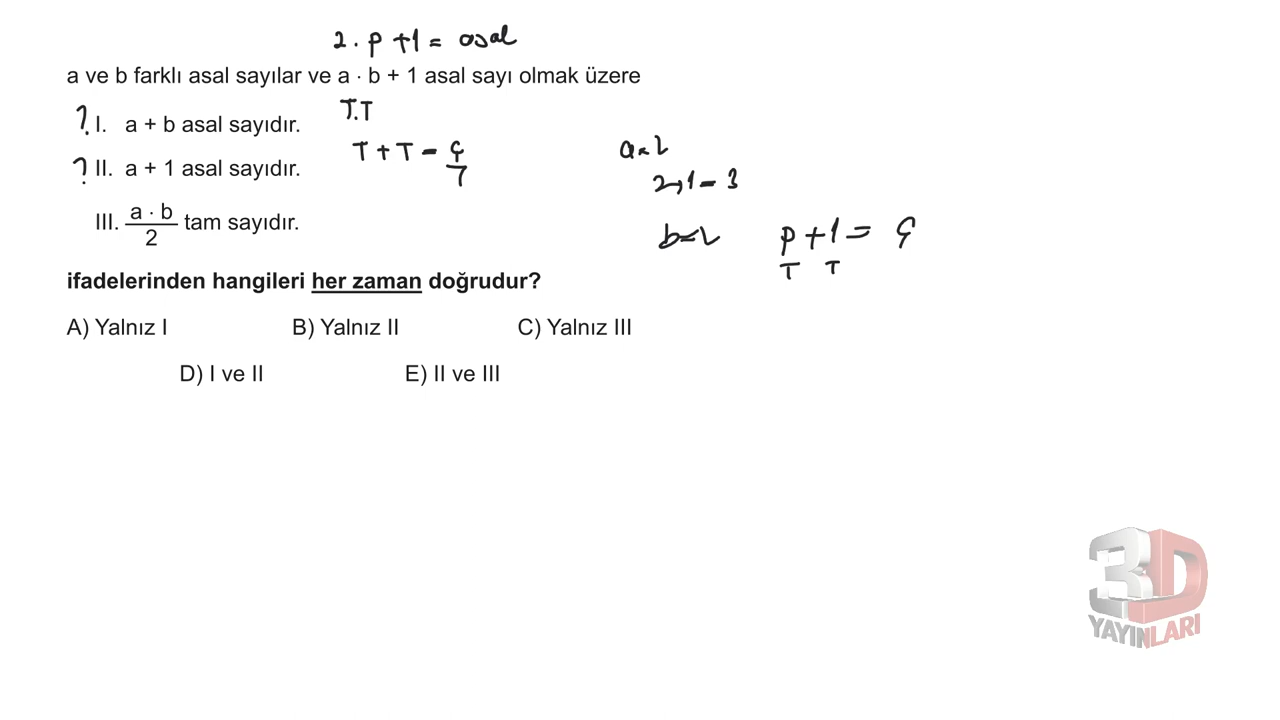 2. p +1 = asal
a ve b farklı asal sayılar ve a · b + 1 asal sayı olmak üzere
? I. a + b asal sayıdır.
T.T
T + T = Ç
7
? II. a + 1 asal sayıdır.
a = 2
2+1 = 3
III. a · b / 2 tam sayıdır.
b=2
p + 1 = Ç
T T
ifadelerinden hangileri her zaman doğrudur?
A) Yalnız I B) Yalnız II C) Yalnız III
D) I ve II E) II ve III
3D
YAYINLARI